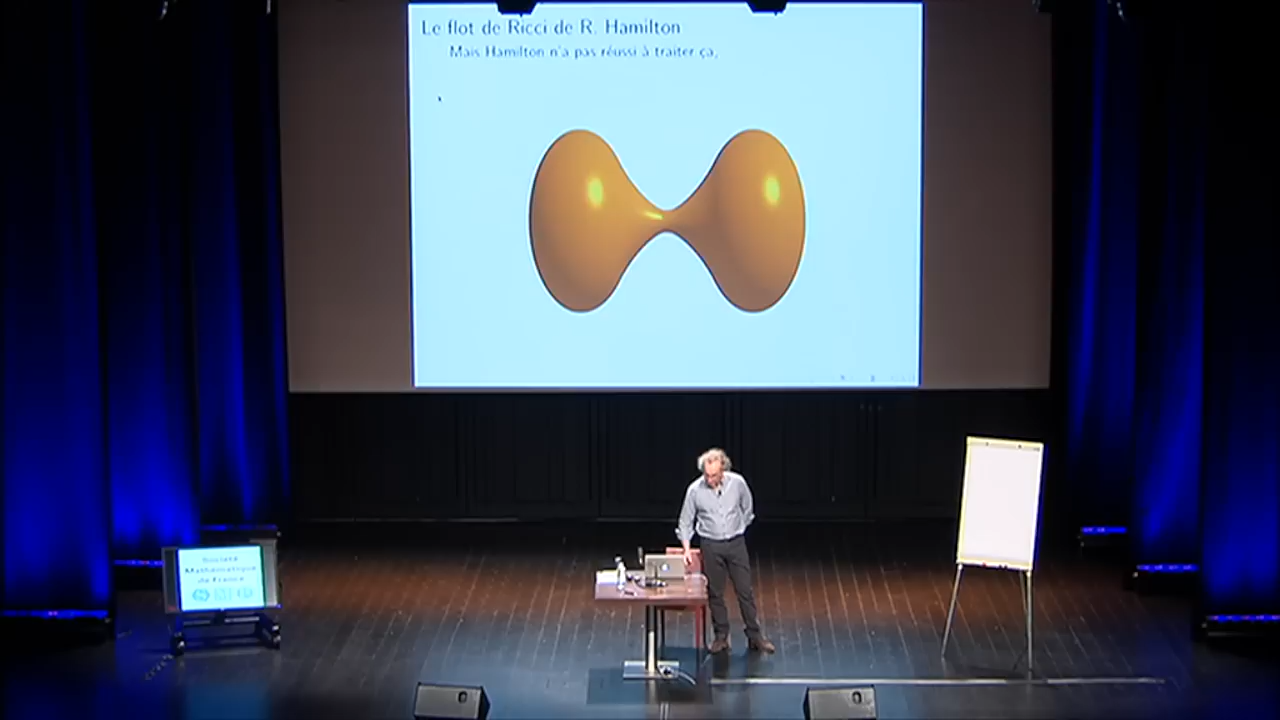 Le flot de Ricci de R. Hamilton
Mais Hamilton n'a pas réussi à traiter ça,
Société
Mathématique
de France